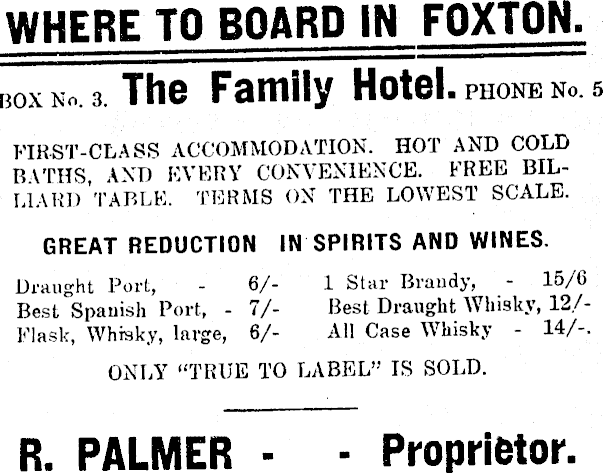 WHERE TO BOARD IN FOXTON.
BOX No. 3. The Family Hotel. PHONE No. 5
FIRST-CLASS ACCOMMODATION. HOT AND COLD
BATHS, AND EVERY CONVENIENCE. FREE BIL-
LIARD TABLE. TERMS ON THE LOWEST SCALE.
GREAT REDUCTION IN SPIRITS AND WINES.
Draught Port, - 6/- 1 Star Brandy, - 15/6
Best Spanish Port, - 7/- Best Draught Whisky, 12/-
Flask, Whisky, large, 6/- All Case Whisky - 14/-.
ONLY “TRUE TO LABEL” IS SOLD.
R. PALMER - - Proprietor.